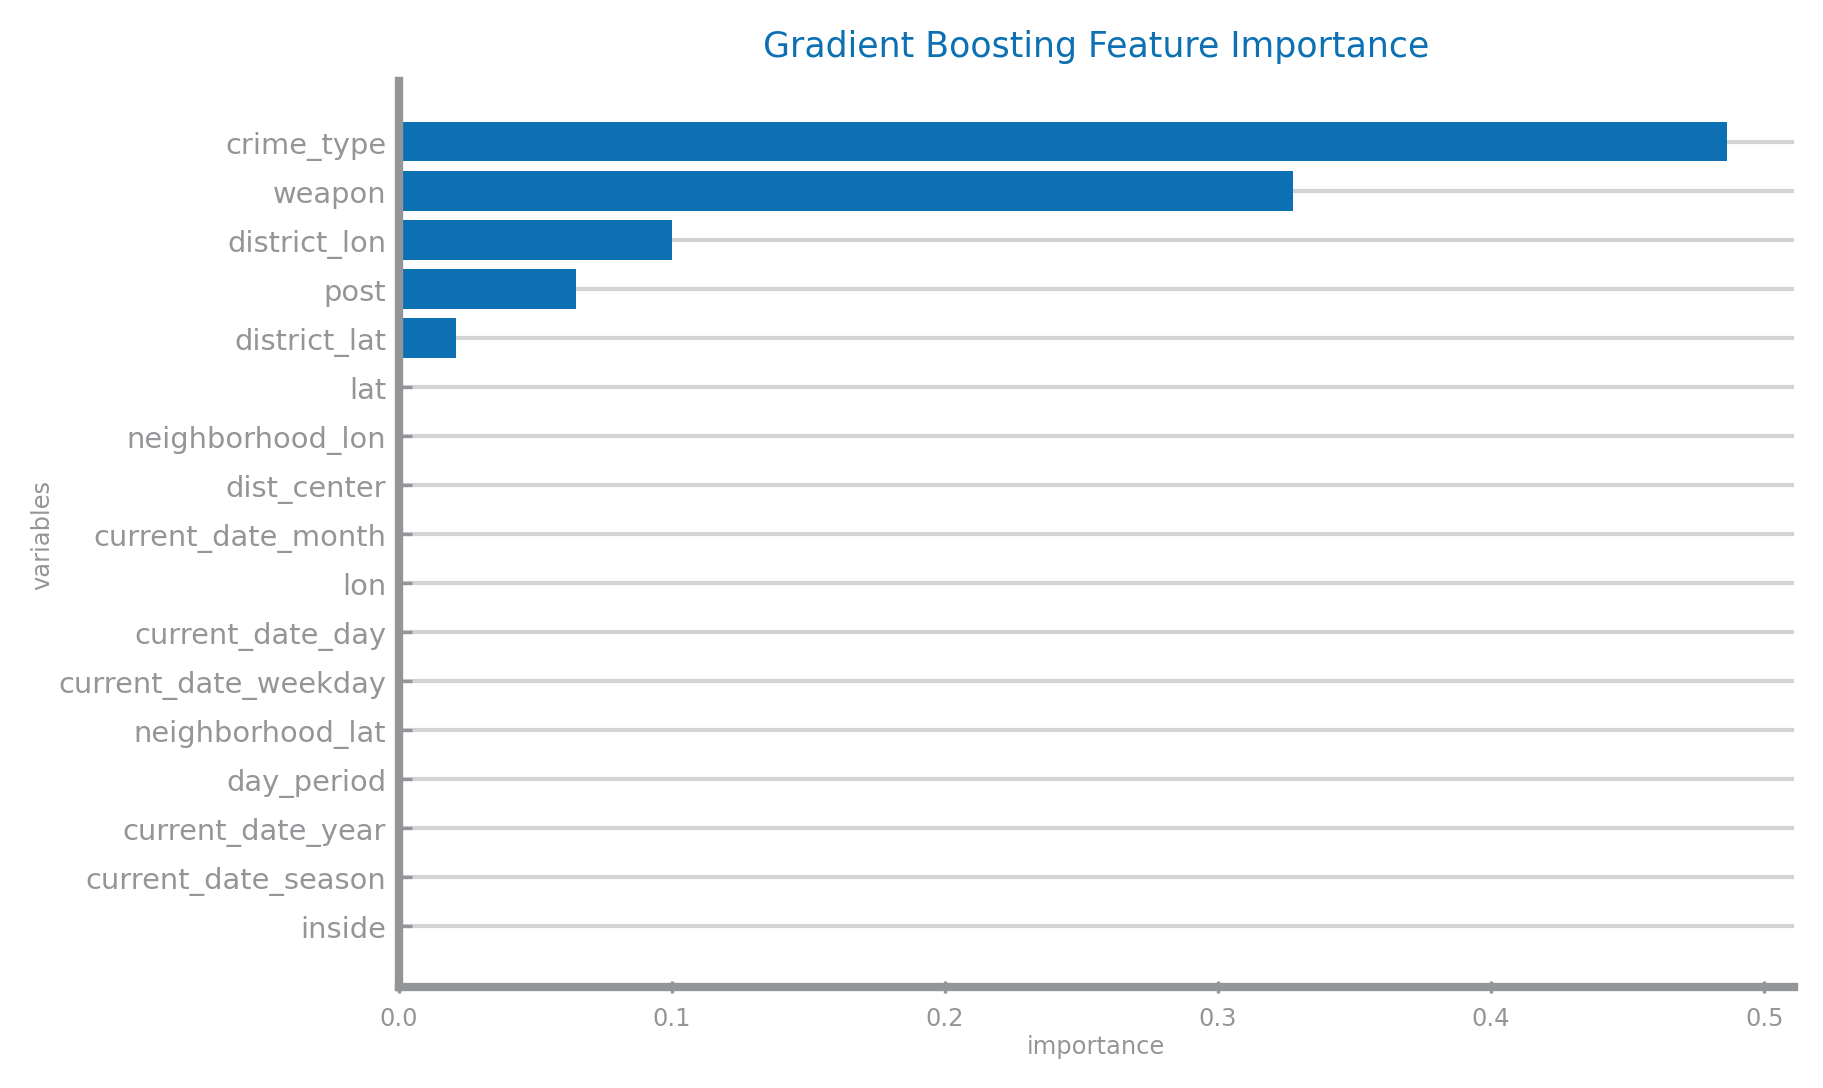 Gradient Boosting Feature Importance
crime_type
weapon
district_lon
post
district_lat
lat
neighborhood_lon
dist_center
current_date_month
lon
current_date_day
current_date_weekday
neighborhood_lat
day_period
current_date_year
current_date_season
inside
variables
0.0 0.1 0.2 0.3 0.4 0.5
importance